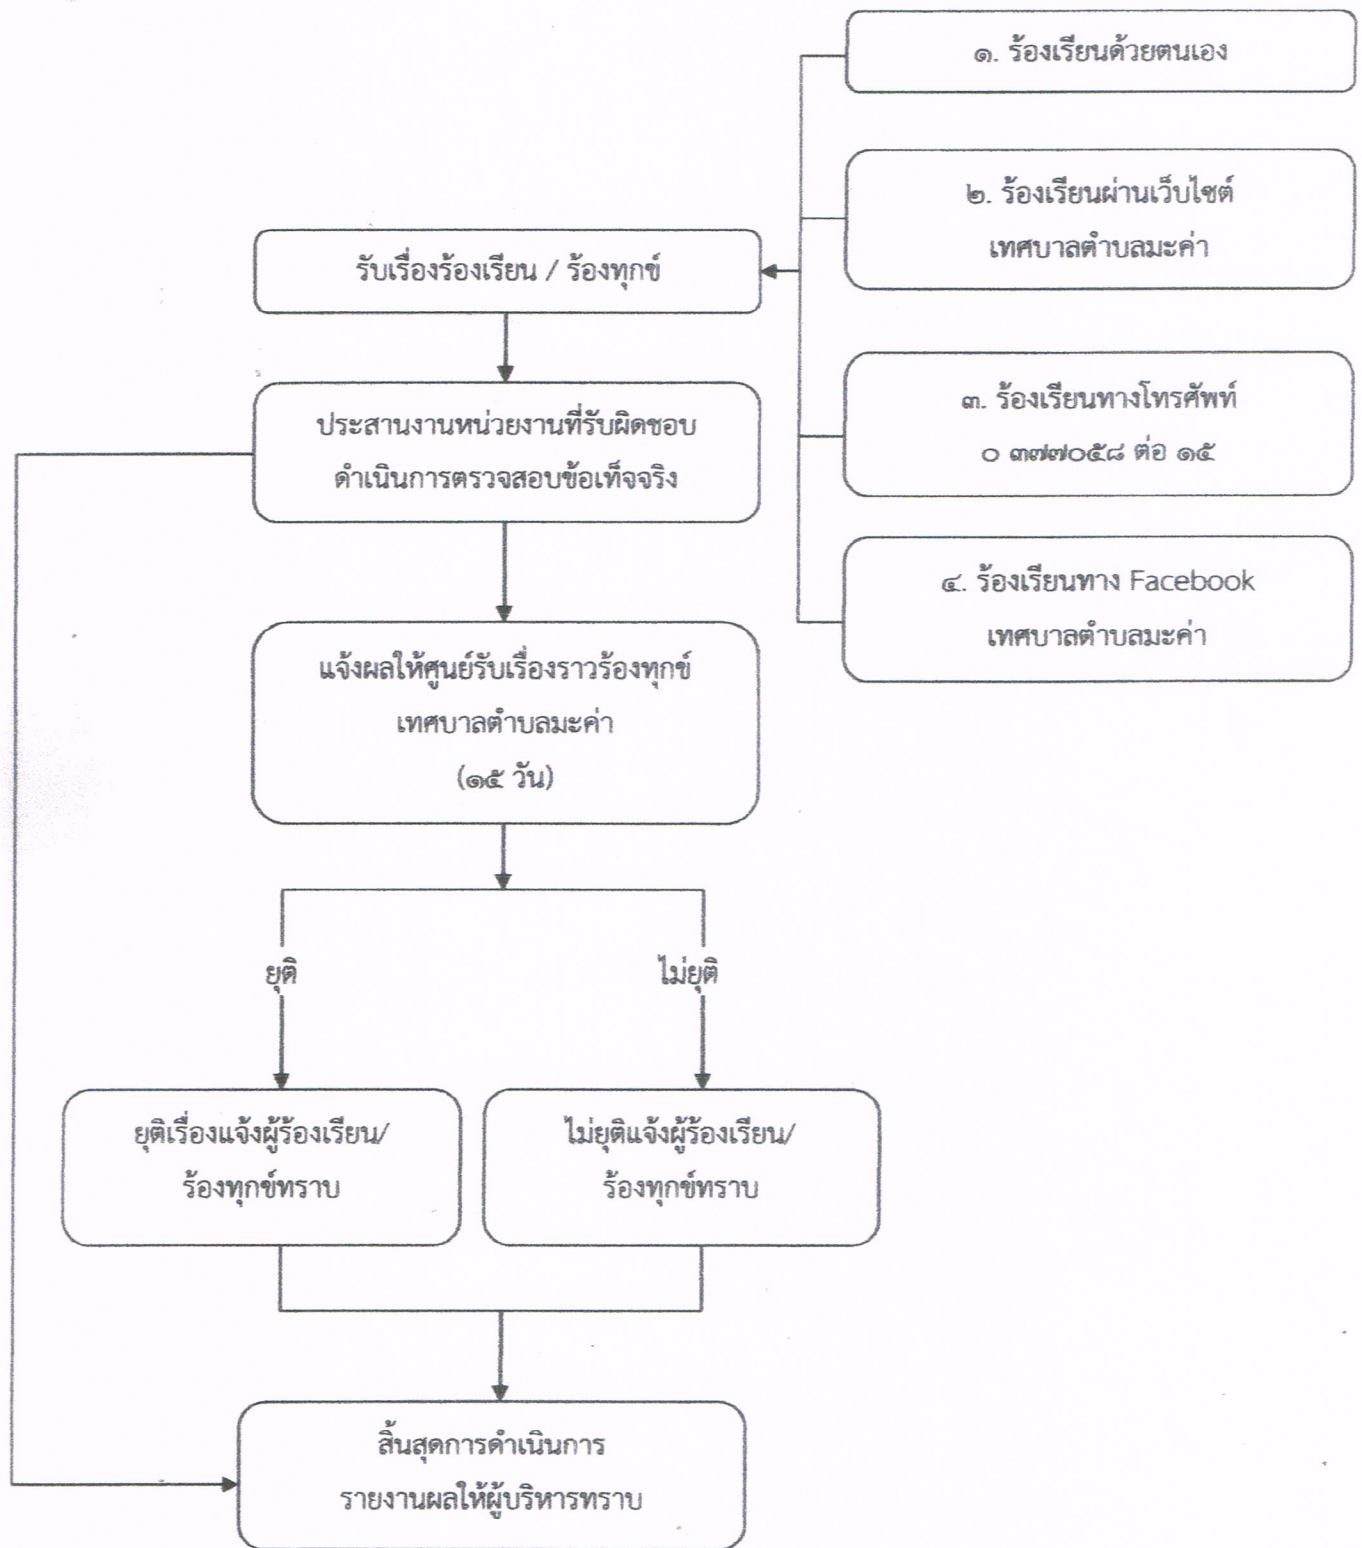 ๑. ร้องเรียนด้วยตนเอง
๒. ร้องเรียนผ่านเว็บไซต์
เทศบาลตำบลมะค่า
รับเรื่องร้องเรียน / ร้องทุกข์
๓. ร้องเรียนทางโทรศัพท์
๐ ๓๗๗๐๕๘ ต่อ ๑๕
๔. ร้องเรียนทาง Facebook
เทศบาลตำบลมะค่า
ประสานงานหน่วยงานที่รับผิดชอบ
ดำเนินการตรวจสอบข้อเท็จจริง
แจ้งผลให้ศูนย์รับเรื่องราวร้องทุกข์
เทศบาลตำบลมะค่า
(๑๕ วัน)
ยุติ
ไม่ยุติ
ยุติเรื่องแจ้งผู้ร้องเรียน/
ร้องทุกข์ทราบ
ไม่ยุติแจ้งผู้ร้องเรียน/
ร้องทุกข์ทราบ
สิ้นสุดการดำเนินการ
รายงานผลให้ผู้บริหารทราบ